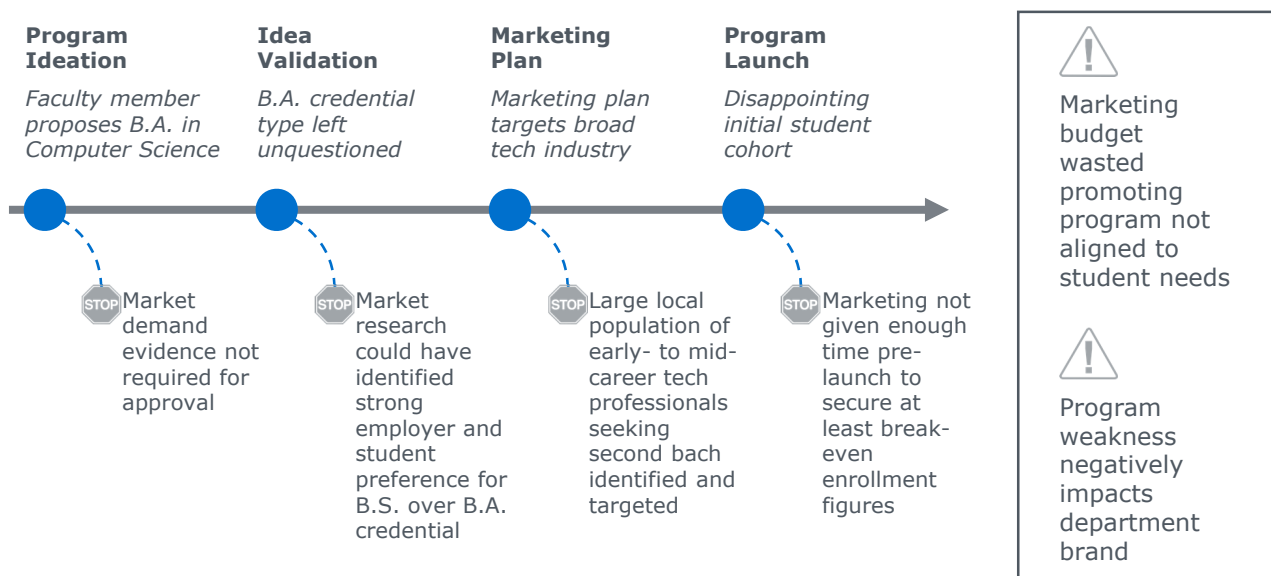 Program
Ideation
Faculty member
proposes B.A. in
Computer Science
Idea
Validation
B.A. credential
type left
unquestioned
Marketing
Plan
Marketing plan
targets broad
tech industry
Program
Launch
Disappointing
initial student
cohort
STOP
Market
demand
evidence not
required for
approval
STOP
Market
research
could have
identified
strong
employer and
student
preference for
B.S. over B.A.
credential
STOP
Large local
population of
early- to mid-
career tech
professionals
seeking
second bach
identified and
targeted
STOP
Marketing not
given enough
time pre-
launch to
secure at
least break-
even
enrollment
figures
!
Marketing
budget
wasted
promoting
program not
aligned to
student needs
!
Program
weakness
negatively
impacts
department
brand